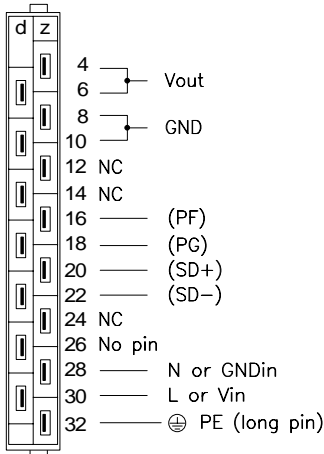 d z
4
6 Vout
8
10 GND
12 NC
14 NC
16 (PF)
18 (PG)
20 (SD+)
22 (SD-)
24 NC
26 No pin
28 N or GNDin
30 L or Vin
32 PE (long pin)